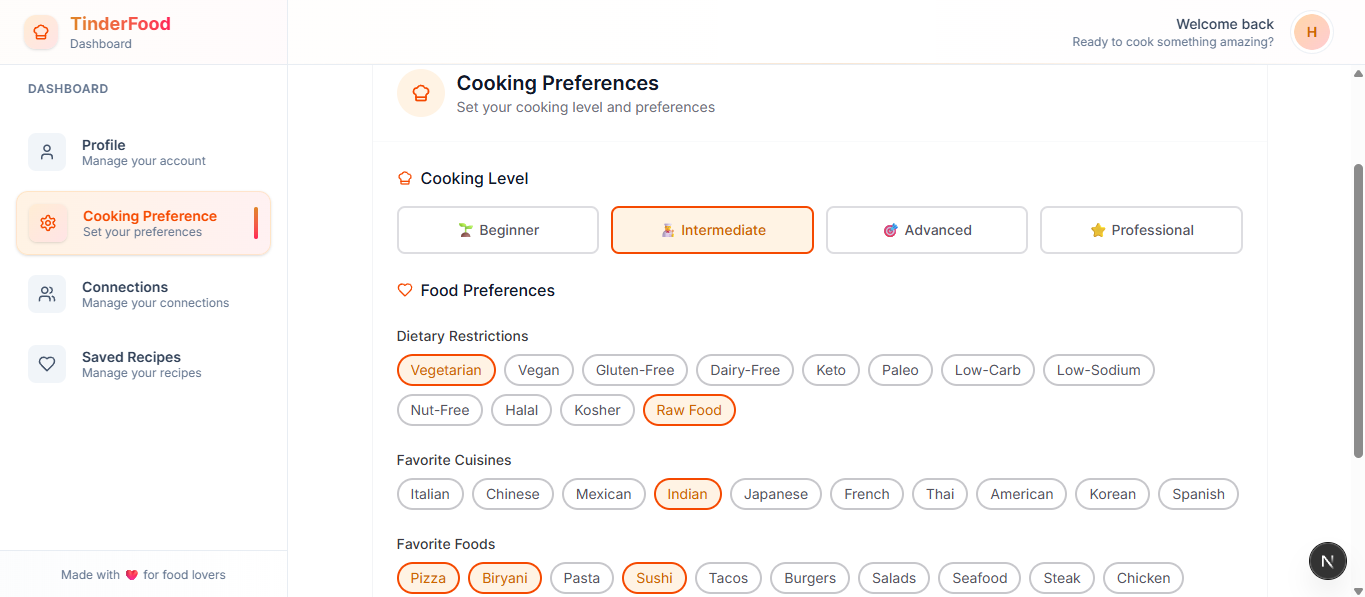 TinderFood
Dashboard
Welcome back
Ready to cook something amazing?
H
DASHBOARD
Profile
Manage your account
Cooking Preference
Set your preferences
Connections
Manage your connections
Saved Recipes
Manage your recipes
Made with ❤️ for food lovers
Cooking Preferences
Set your cooking level and preferences
Cooking Level
Beginner Intermediate Advanced Professional
Food Preferences
Dietary Restrictions
Vegetarian Vegan Gluten-Free Dairy-Free Keto Paleo Low-Carb Low-Sodium
Nut-Free Halal Kosher Raw Food
Favorite Cuisines
Italian Chinese Mexican Indian Japanese French Thai American Korean Spanish
Favorite Foods
Pizza Biryani Pasta Sushi Tacos Burgers Salads Seafood Steak Chicken
N